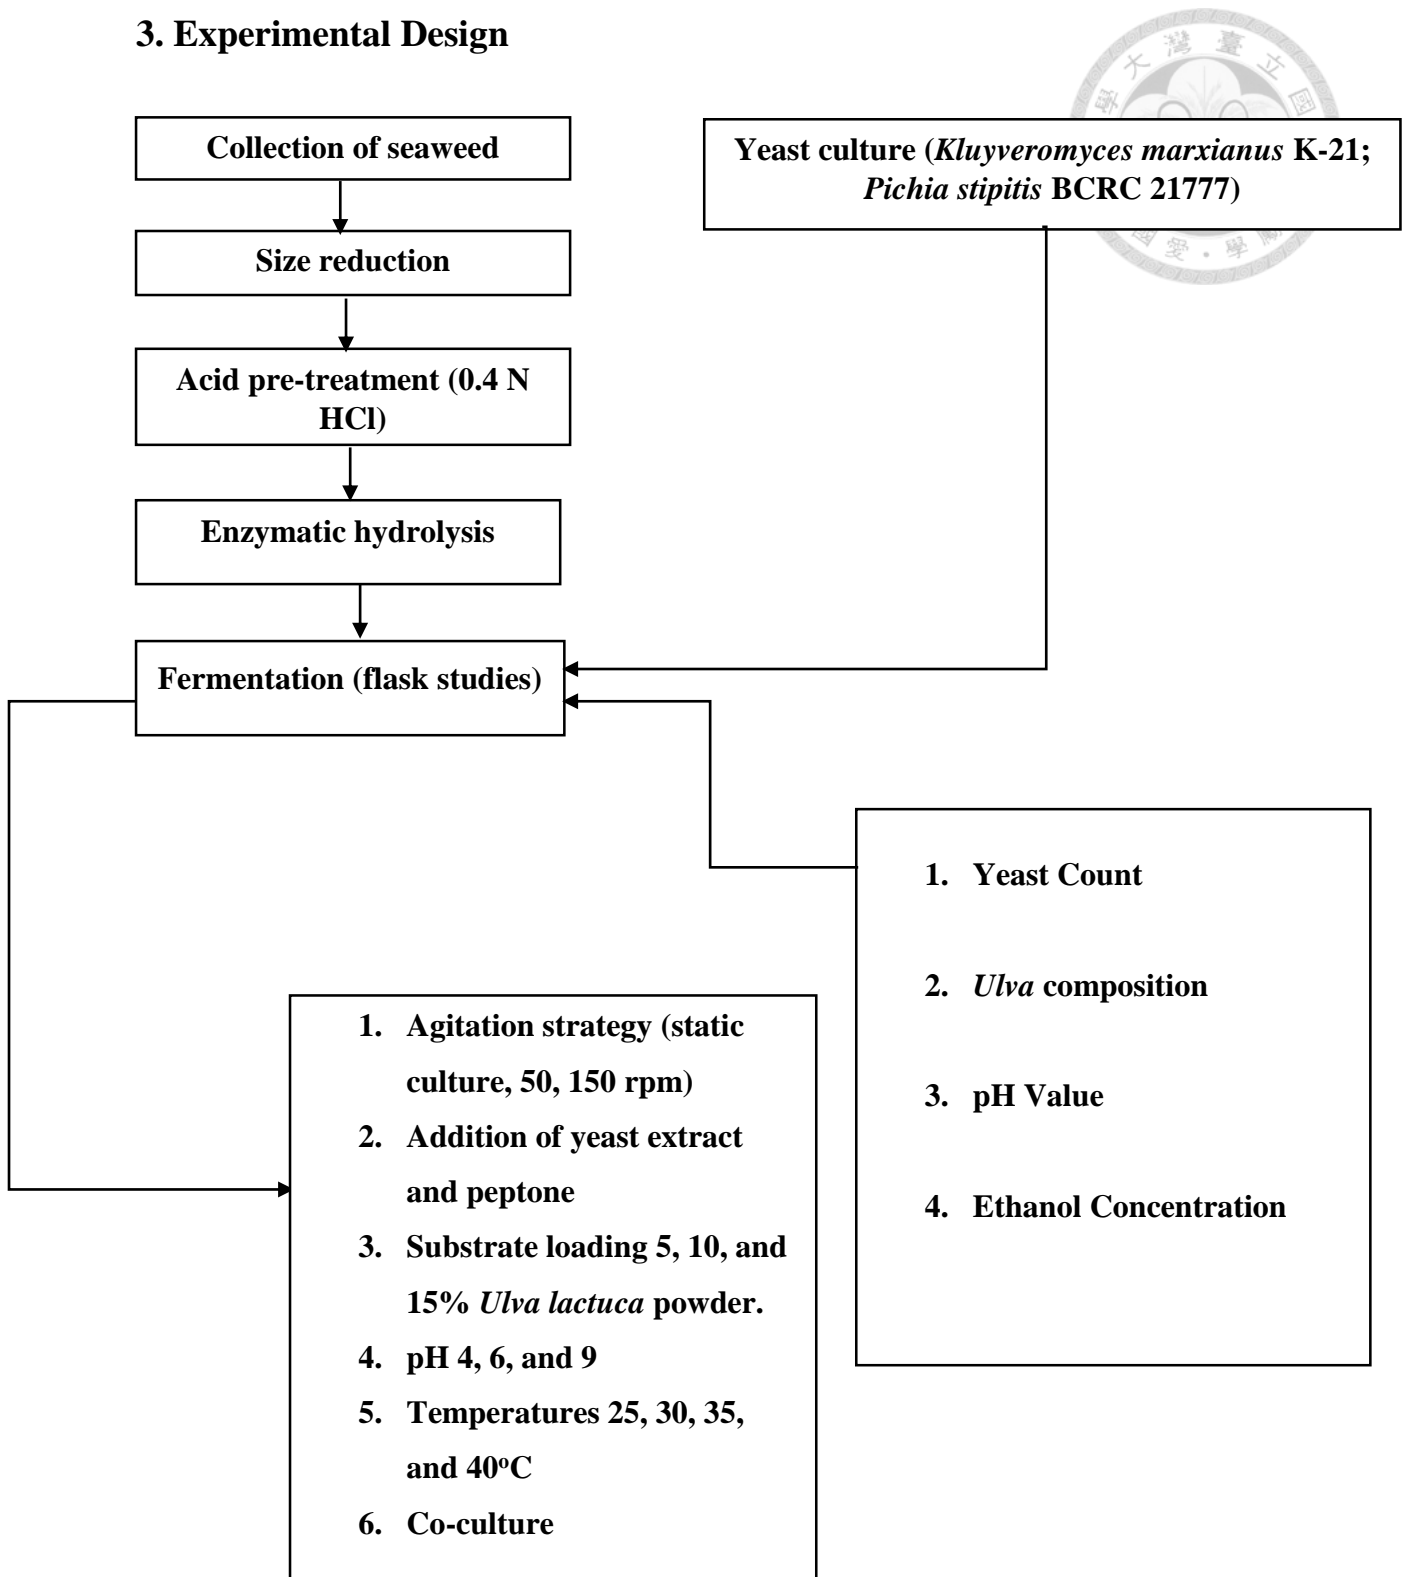 3. Experimental Design
Collection of seaweed
Yeast culture (Kluyveromyces marxianus K-21;
Pichia stipitis BCRC 21777)
Size reduction
Acid pre-treatment (0.4 N
HCl)
Enzymatic hydrolysis
Fermentation (flask studies)
1. Yeast Count
2. Ulva composition
3. pH Value
4. Ethanol Concentration
1. Agitation strategy (static
culture, 50, 150 rpm)
2. Addition of yeast extract
and peptone
3. Substrate loading 5, 10, and
15% Ulva lactuca powder.
4. pH 4, 6, and 9
5. Temperatures 25, 30, 35,
and 40°C
6. Co-culture